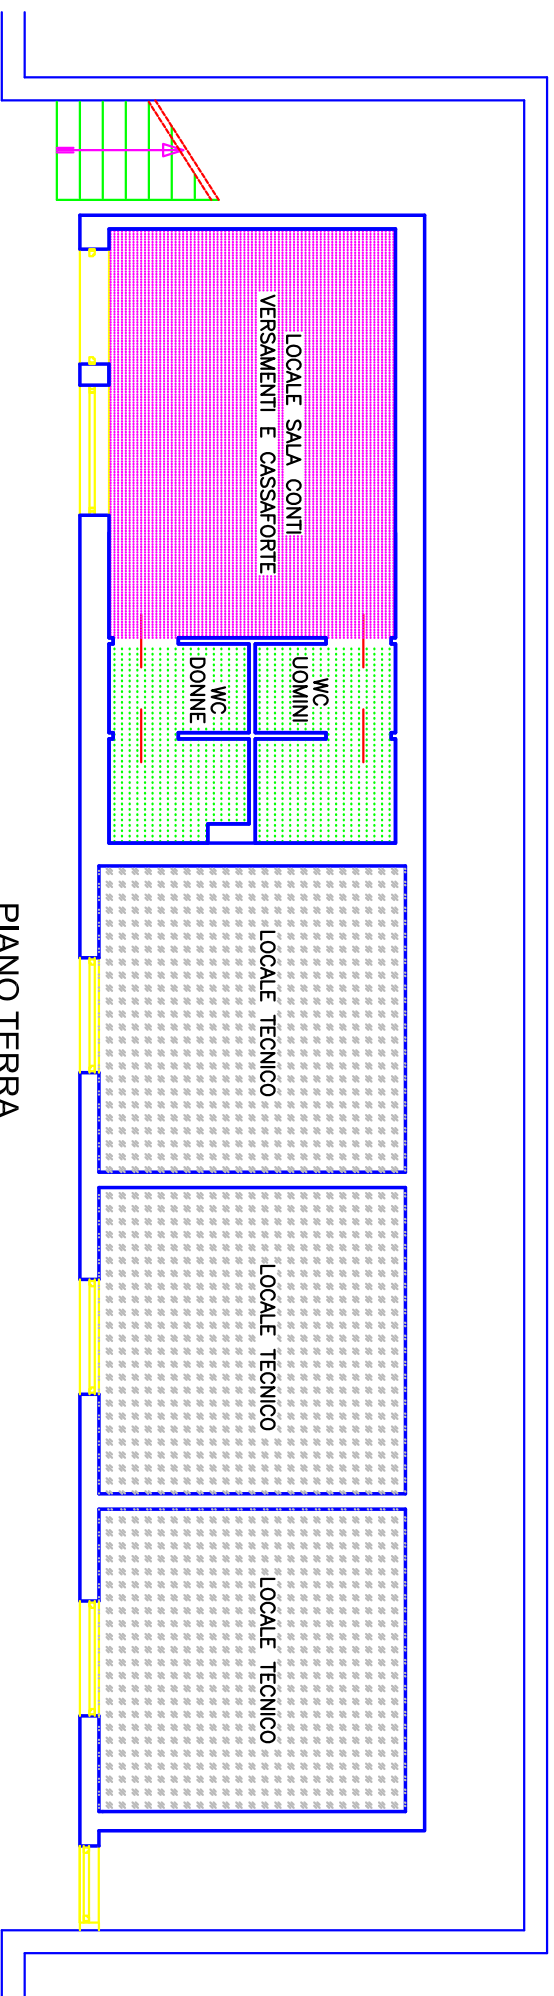 LOCALE SALA CONTI
VERSAMENTI E CASSAFORTE
WC
UOMINI
WC
DONNE
LOCALE TECNICO
LOCALE TECNICO
LOCALE TECNICO
PIANO TERRA